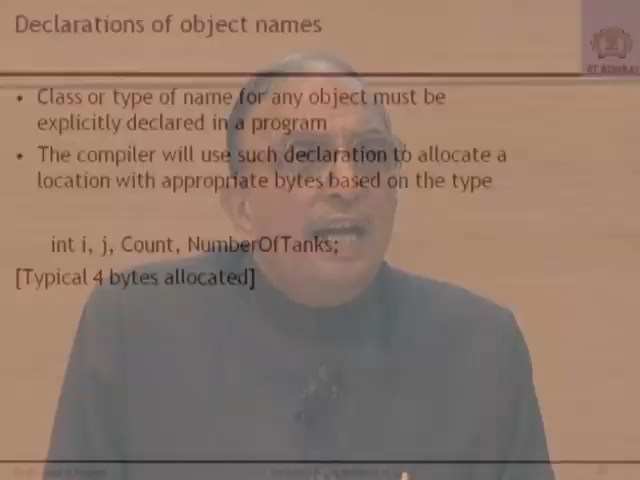 Declarations of object names
IIT BOMBAY
• Class or type of name for any object must be
explicitly declared in a program
• The compiler will use such declaration to allocate a
location with appropriate bytes based on the type
int i, j, Count, NumberOfTanks;
[Typical 4 bytes allocated]